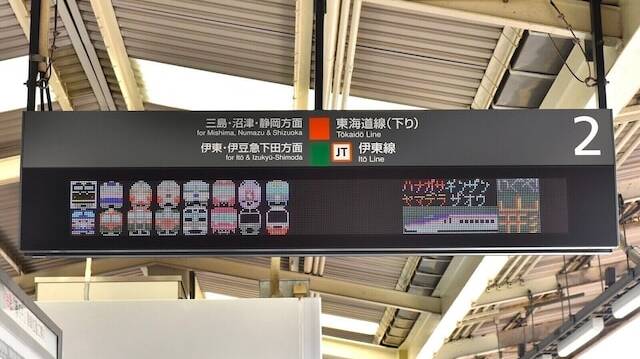 三島・沼津・静岡方面
for Mishima, Numazu & Shizuoka
東海道線(下り)
Tōkaidō Line
2
伊東・伊豆急下田方面
for Itō & Izukyū-Shimoda
JT
伊東線
Itō Line
ハナガサギンザン
ヤマデラ ザオウ